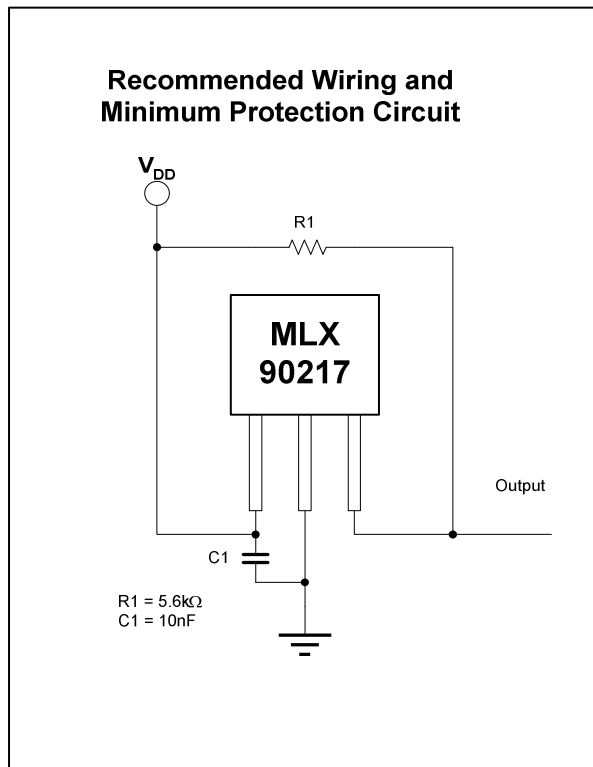 Recommended Wiring and
Minimum Protection Circuit
VDD
R1
MLX
90217
Output
C1
R1 = 5.6kΩ
C1 = 10nF